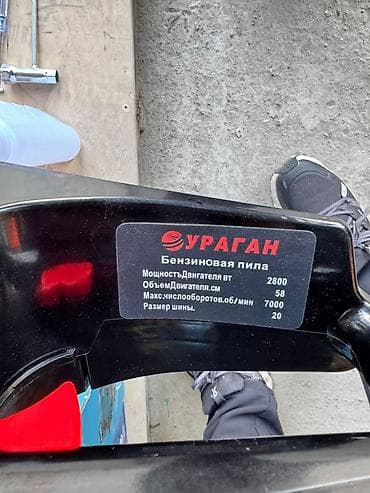 УРАГАН
Бензиновая пила
МощностьДвигателя вт 2800
ОбъемДвигателя.см 58
Макс.числооборотов.об/мин 7000
Размер шины. 20